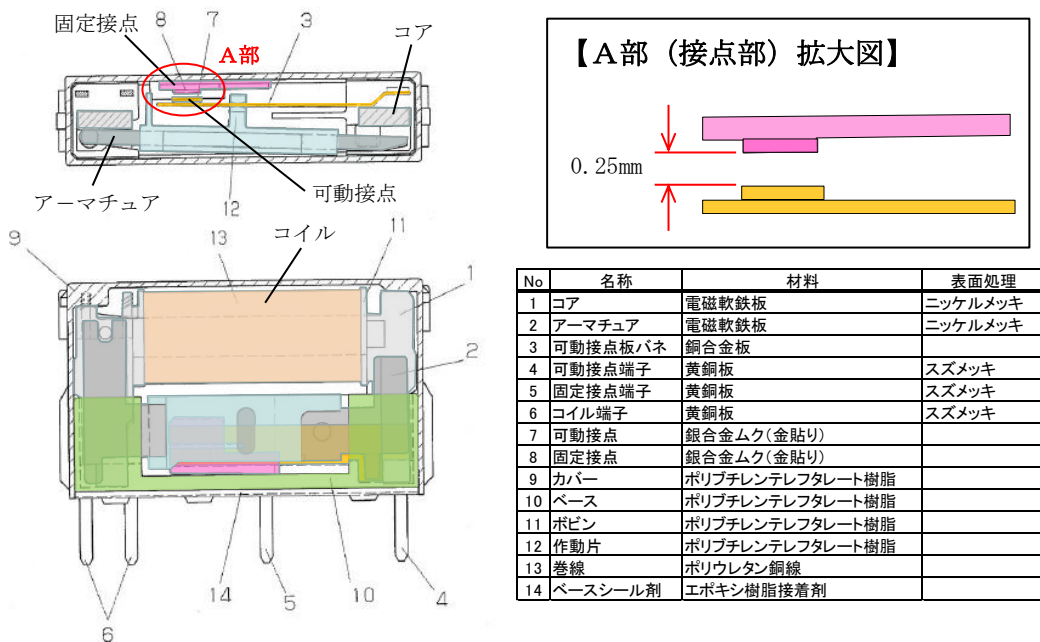 固定接点
8
7
3
コア
A部
アーマチュア
可動接点
12
【A部（接点部）拡大図】
0.25mm
9
13
コイル
11
1
2
14
5
10
4
6
No 名称 材料 表面処理
1 コア 電磁軟鉄板 ニッケルメッキ
2 アーマチュア 電磁軟鉄板 ニッケルメッキ
3 可動接点板バネ 銅合金板
4 可動接点端子 黄銅板 スズメッキ
5 固定接点端子 黄銅板 スズメッキ
6 コイル端子 黄銅板 スズメッキ
7 可動接点 銀合金ムク(金貼り)
8 固定接点 銀合金ムク(金貼り)
9 カバー ポリブチレンテレフタレート樹脂
10 ベース ポリブチレンテレフタレート樹脂
11 ボビン ポリブチレンテレフタレート樹脂
12 作動片 ポリブチレンテレフタレート樹脂
13 巻線 ポリウレタン銅線
14 ベースシール剤 エポキシ樹脂接着剤